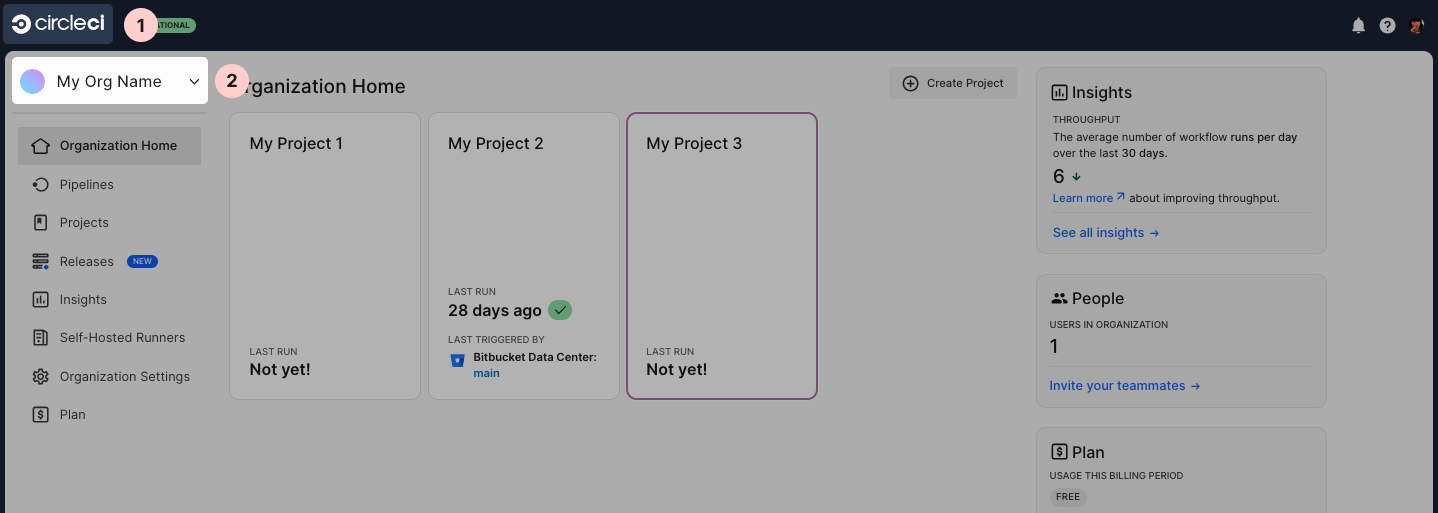 circleci
1
ATIONAL
My Org Name
2
rganization Home
Create Project
Organization Home
Pipelines
Projects
Releases NEW
Insights
Self-Hosted Runners
Organization Settings
Plan
My Project 1
LAST RUN
Not yet!
My Project 2
LAST RUN
28 days ago
LAST TRIGGERED BY
Bitbucket Data Center:
main
My Project 3
LAST RUN
Not yet!
Insights
THROUGHPUT
The average number of workflow runs per day
over the last 30 days.
6
Learn more about improving throughput.
See all insights →
People
USERS IN ORGANIZATION
1
Invite your teammates →
Plan
USAGE THIS BILLING PERIOD
FREE